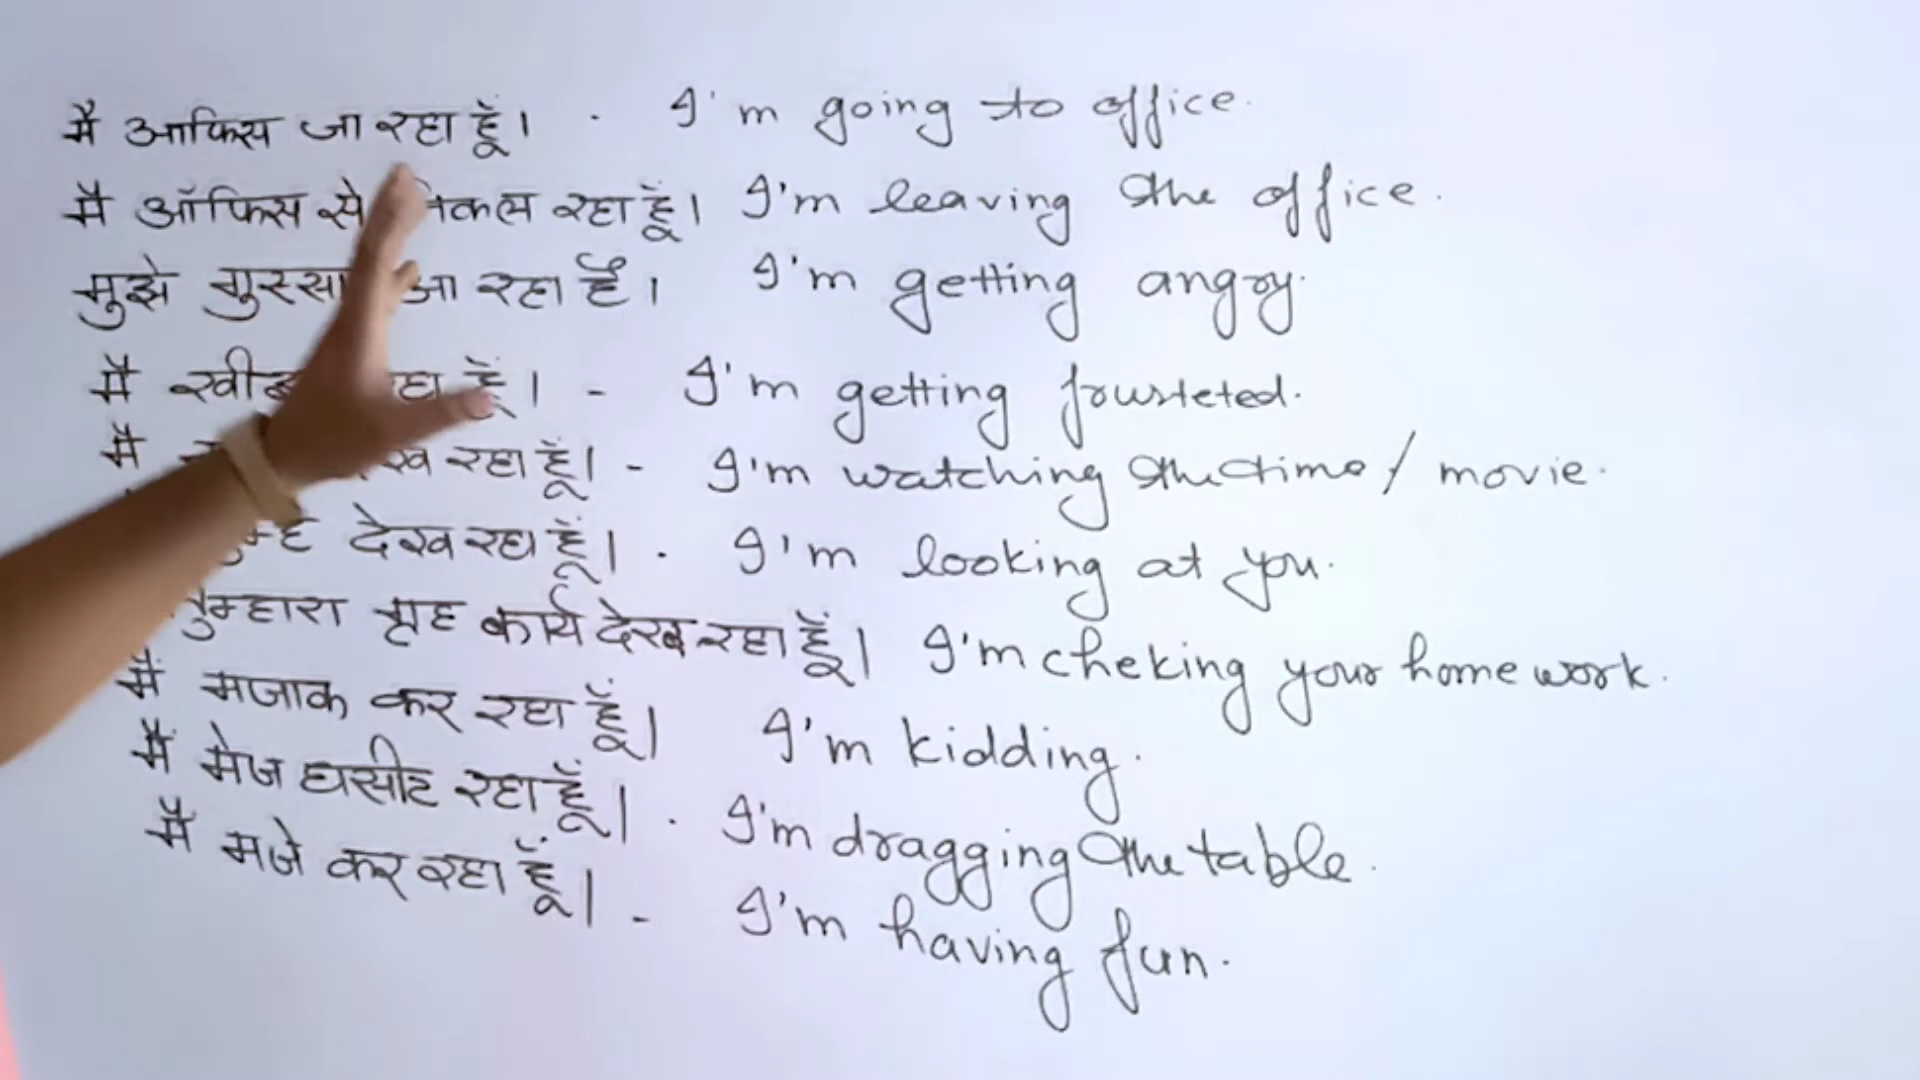 मैं आफिस जा रहा हूँ। . I'm going to office.
मैं ऑफिस से रहा हूँ। I'm leaving the office.
मुझे गुस्सा आ रहा है। I'm getting angry.
मैं हूँ। - I'm getting frusteted.
मैं रहा हूँ। - I'm watching the time / movie.
देख रहा हूँ। . I'm looking at you.
तुम्हारा गृह कार्य देख रहा हूँ। I'm cheking your home work.
मैं मजाक कर रहा हूँ। I'm kidding.
मैं मेज घसीट रहा हूँ। . I'm dragging the table.
मैं मजे कर रहा हूँ। - I'm having fun.